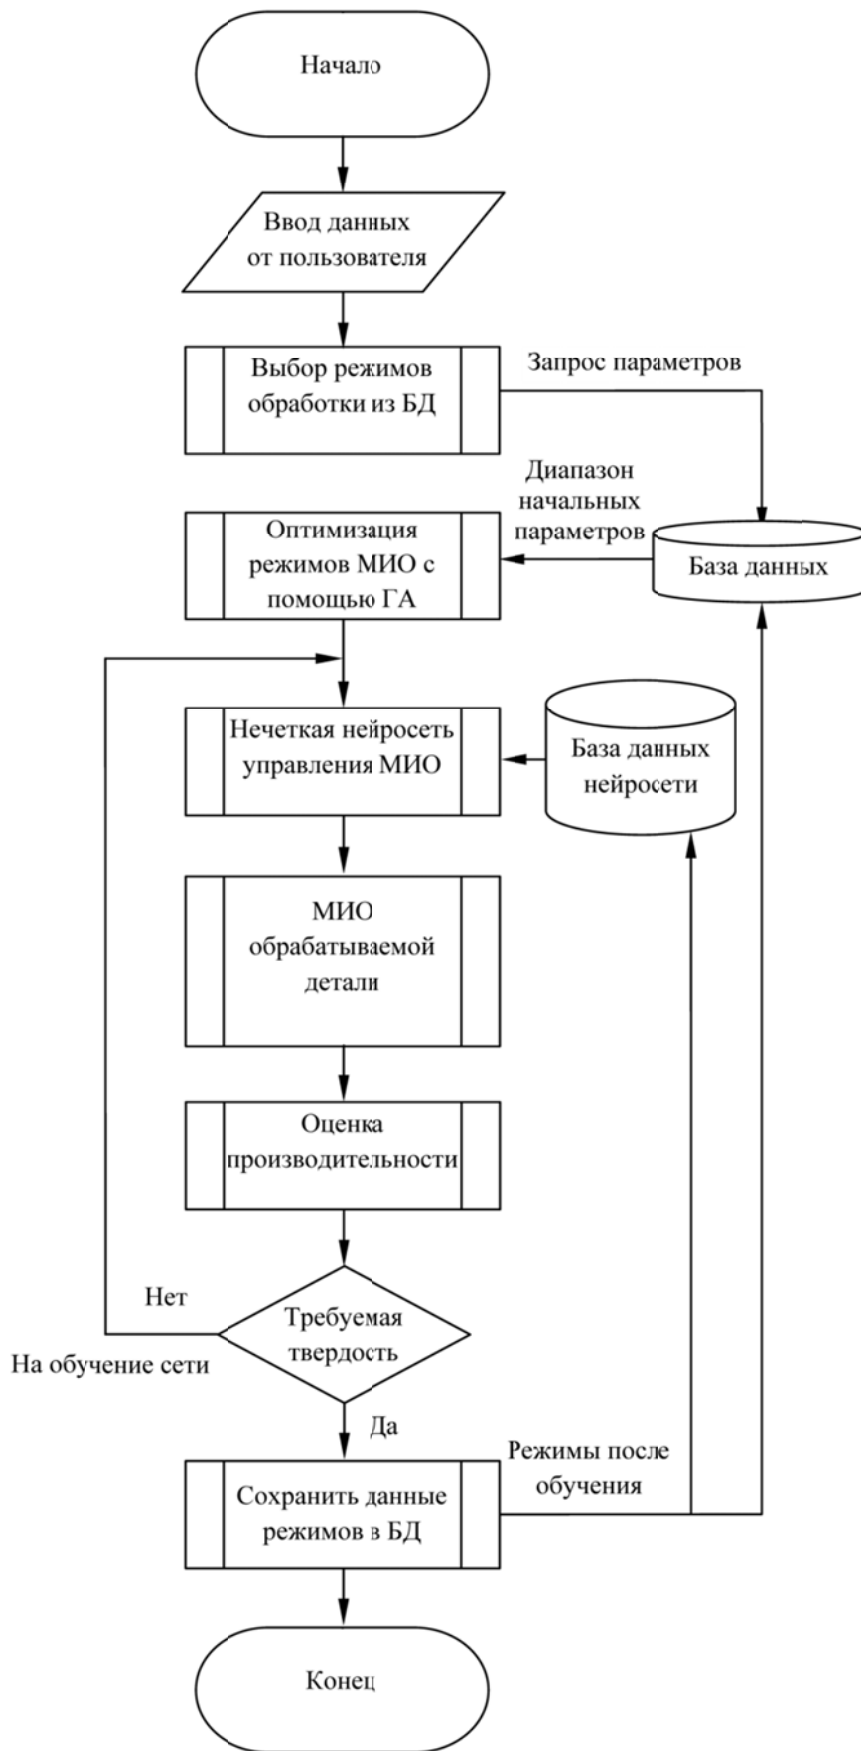 Начало
Ввод данных
от пользователя
Выбор режимов
обработки из БД
Запрос параметров
Диапазон
начальных
параметров
Оптимизация
режимов МИО с
помощью ГА
База данных
Нечеткая нейросеть
управления МИО
База данных
нейросети
МИО
обрабатываемой
детали
Оценка
производительности
Требуемая
твердость
Нет
На обучение сети
Да
Режимы после
обучения
Сохранить данные
режимов в БД
Конец